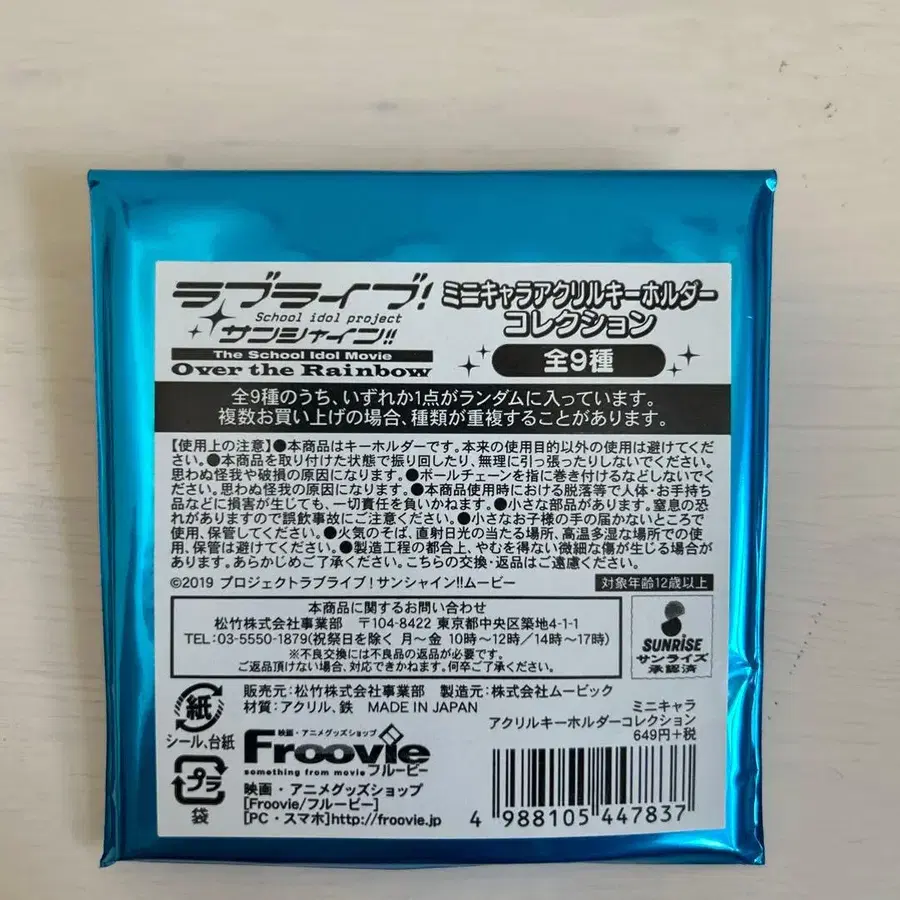 ラブライブ!
School idol project
サンシャイン!!
The School Idol Movie
Over the Rainbow
ミニキャラアクリルキーホルダー
コレクション
全9種
全9種のうち、いずれか1点がランダムに入っています。
複数お買い上げの場合、種類が重複することがあります。
【使用上の注意】●本商品はキーホルダーです。本来の使用目的以外の使用は避けてくだ
さい。●本商品を取り付けた状態で振り回したり、無理に引っ張ったりしないでください。
思わぬ怪我や破損の原因になります。●ボールチェーンを指に巻き付けるなどしないでく
ださい。思わぬ怪我の原因になります。●本商品使用時における脱落等で人体・お手持ち
品などに損害が生じても、一切責任を負いかねます。●小さな部品があります。窒息の恐
れがありますので誤飲事故にご注意ください。●小さなお子様の手の届かないところで使
用、保管してください。●火気のそば、直射日光の当たる場所、高温多湿な場所での使
用、保管は避けてください。●製造工程の都合上、やむを得ない微細な傷が生じる場合が
あります。あらかじめご了承ください。こちらの交換・返品はご遠慮ください。
©2019 プロジェクトラブライブ!サンシャイン!!ムービー
対象年齢12歳以上
本商品に関するお問い合わせ
松竹株式会社事業部 〒104-8422 東京都中央区築地4-1-1
TEL:03-5550-1879(祝祭日を除く 月〜金 10時〜12時/14時〜17時)
※不良交換には不良品の返品が必要です。
ご返品頂けない場合、対応できかねます。何卒ご了承ください。
SUNRISE
サンライズ
承認済
紙
シール、台紙
プラ
袋
販売元:松竹株式会社事業部 製造元:株式会社ムービック
材質:アクリル、鉄 MADE IN JAPAN
映画・アニメグッズショップ
Froovie
something from movie フルービー
映画・アニメグッズショップ
[Froovie/フルービー]
[PC・スマホ]http://froovie.jp
ミニキャラ
アクリルキーホルダーコレクション
649円+税
4 988105 447837